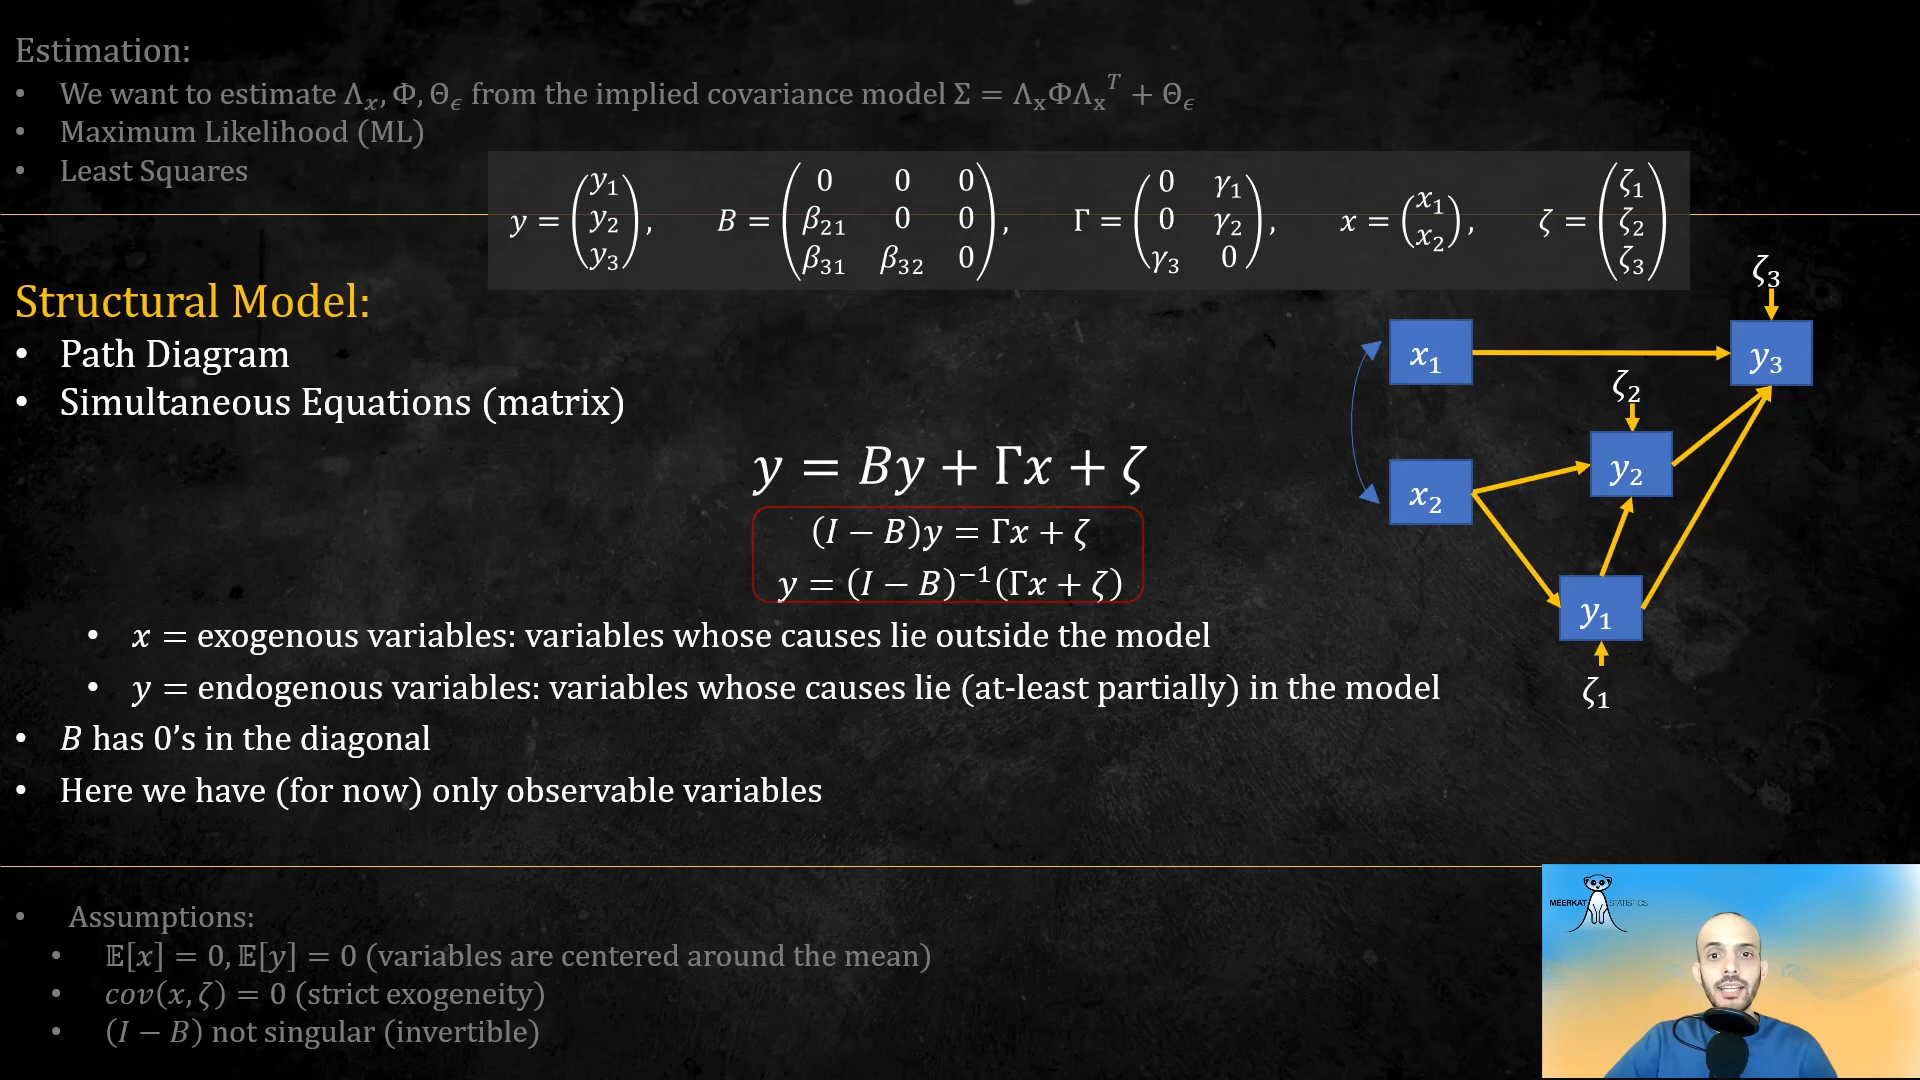 Estimation:
• We want to estimate Λₓ, Φ, Θ_ϵ from the implied covariance model Σ = ΛₓΦΛₓᵀ + Θ_ϵ
• Maximum Likelihood (ML)
• Least Squares
y = (y₁ y₂ y₃), B = (0 0 0 β₂₁ 0 0 β₃₁ β₃₂ 0), Γ = (0 γ₁ 0 γ₂ γ₃ 0), x = (x₁ x₂), ζ = (ζ₁ ζ₂ ζ₃)
Structural Model:
• Path Diagram
• Simultaneous Equations (matrix)
y = By + Γx + ζ
(I − B)y = Γx + ζ
y = (I − B)⁻¹(Γx + ζ)
• x = exogenous variables: variables whose causes lie outside the model
• y = endogenous variables: variables whose causes lie (at-least partially) in the model
• B has 0’s in the diagonal
• Here we have (for now) only observable variables
ζ₃
x₁
y₃
ζ₂
y₂
x₂
y₁
ζ₁
• Assumptions:
• 𝔼[x] = 0, 𝔼[y] = 0 (variables are centered around the mean)
• cov(x, ζ) = 0 (strict exogeneity)
• (I − B) not singular (invertible)
MEERKAT STATISTICS